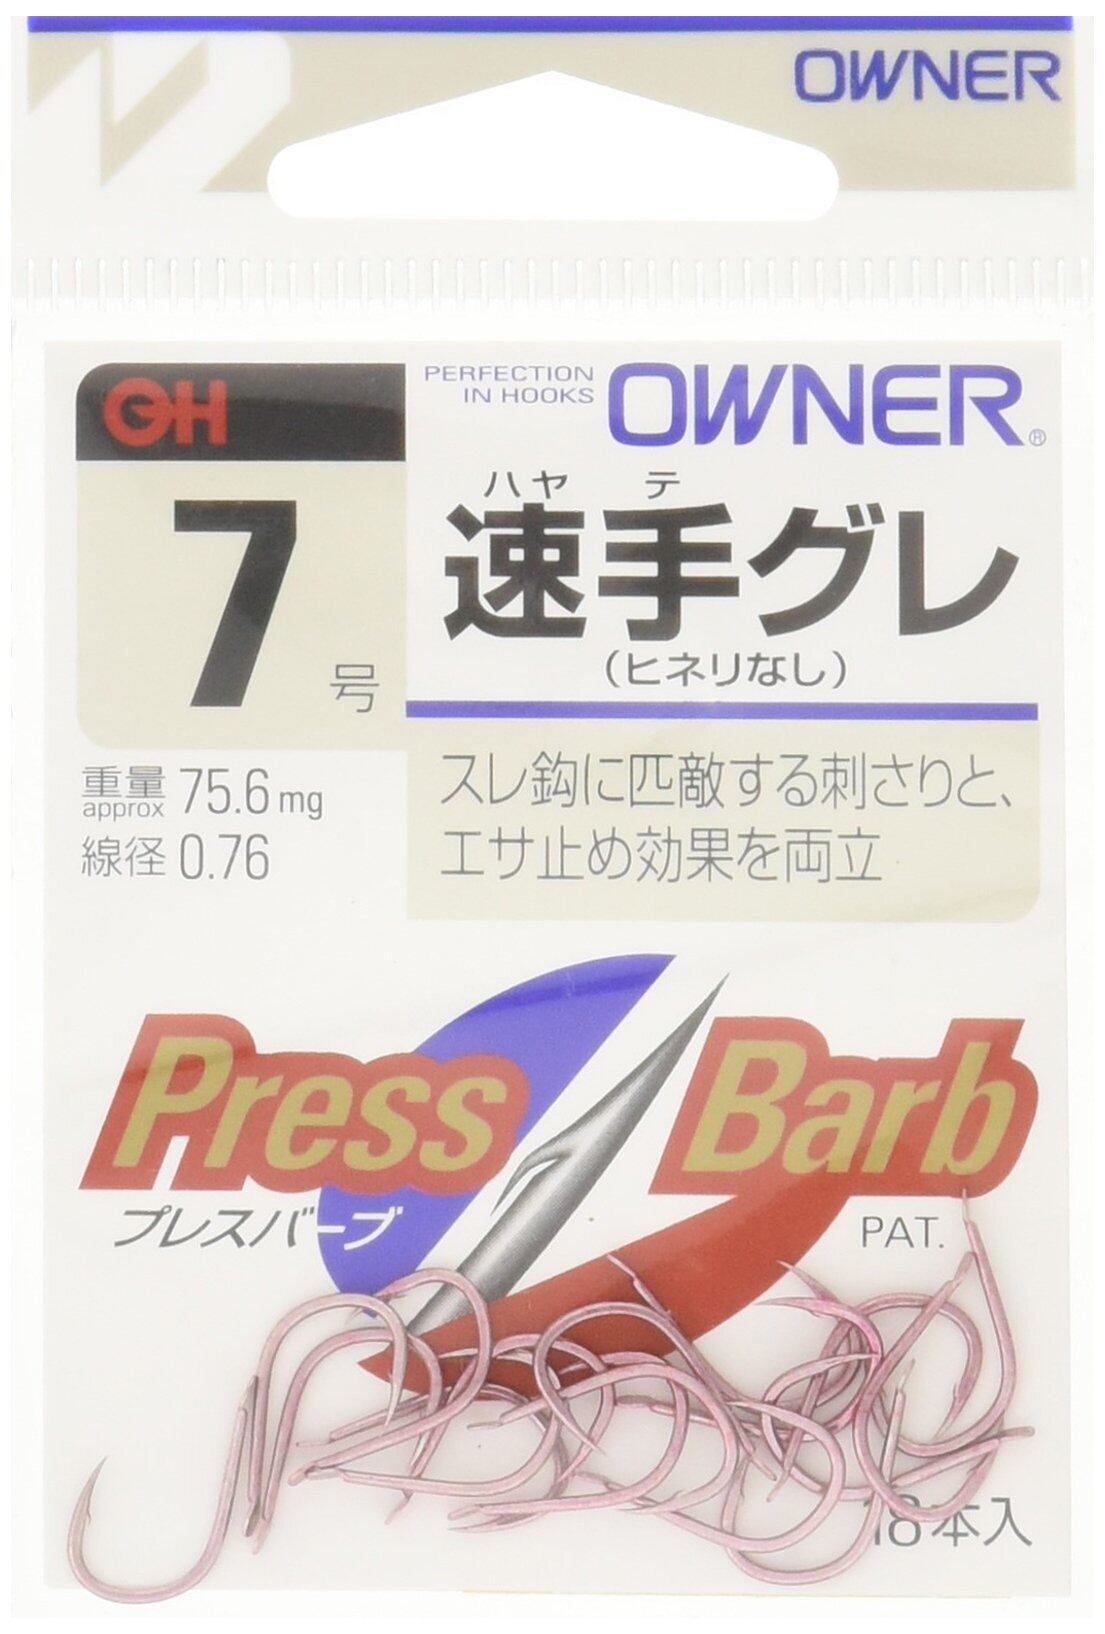 OWNER
OH
PERFECTION
IN HOOKS
OWNER®
7号
ハヤテ
速手グレ
(ヒネリなし)
重量 approx 75.6mg
線径 0.76
スレ鈎に匹敵する刺さりと、
エサ止め効果を両立
Press Barb
プレスバーブ
PAT.
18本入